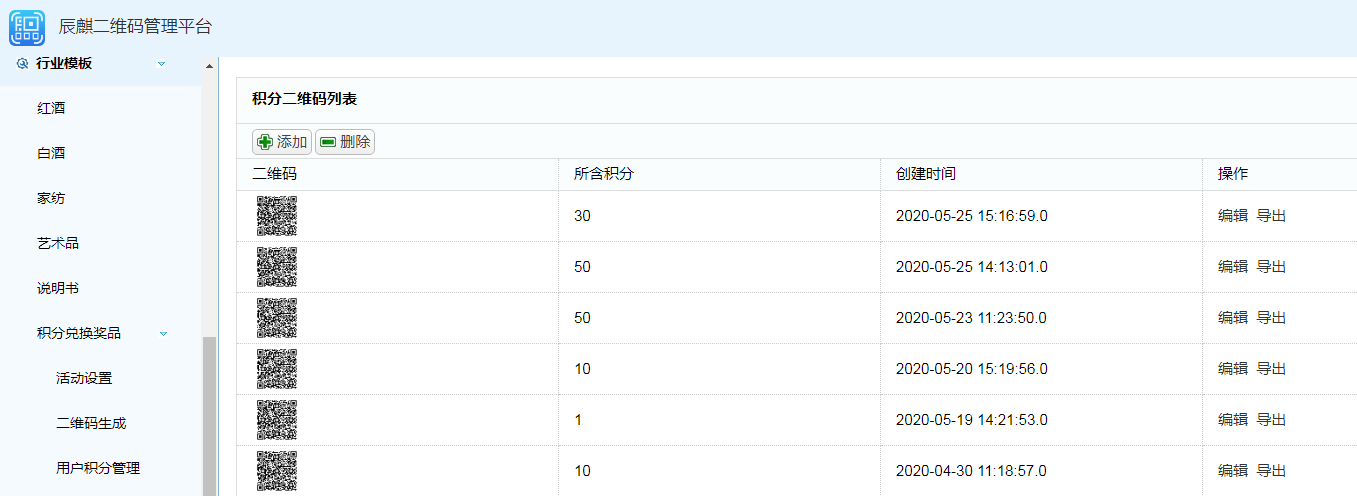 辰麒二维码管理平台
行业模板
红酒
白酒
家纺
艺术品
说明书
积分兑换奖品
活动设置
二维码生成
用户积分管理
积分二维码列表
添加 删除
二维码 所含积分 创建时间 操作
30 2020-05-25 15:16:59.0 编辑 导出
50 2020-05-25 14:13:01.0 编辑 导出
50 2020-05-23 11:23:50.0 编辑 导出
10 2020-05-20 15:19:56.0 编辑 导出
1 2020-05-19 14:21:53.0 编辑 导出
10 2020-04-30 11:18:57.0 编辑 导出